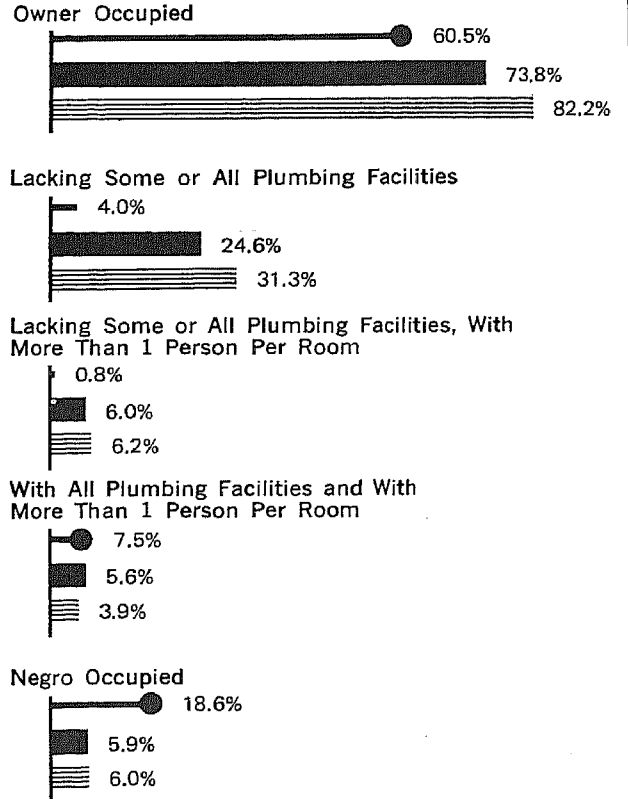 Owner Occupied
60.5%
73.8%
82.2%
Lacking Some or All Plumbing Facilities
4.0%
24.6%
31.3%
Lacking Some or All Plumbing Facilities, With
More Than 1 Person Per Room
0.8%
6.0%
6.2%
With All Plumbing Facilities and With
More Than 1 Person Per Room
7.5%
5.6%
3.9%
Negro Occupied
18.6%
5.9%
6.0%